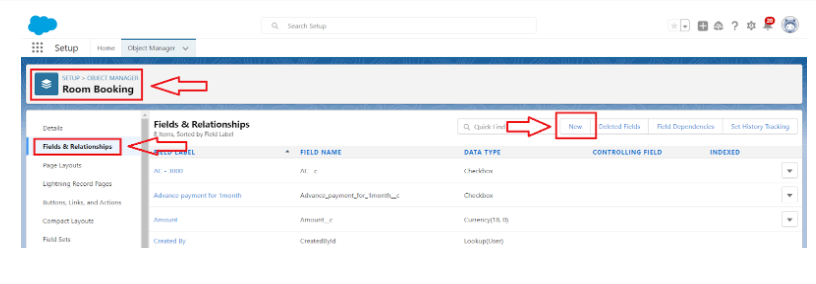 Search Setup
20
Setup Home Object Manager
SETUP > OBJECT MANAGER
Room Booking
Details
Fields & Relationships
Page Layouts
Lightning Record Pages
Buttons, Links, and Actions
Compact Layouts
Field Sets
Fields & Relationships
8 Items, Sorted by Field Label
Quick Find
New Deleted Fields Field Dependencies Set History Tracking
FIELD LABEL FIELD NAME DATA TYPE CONTROLLING FIELD INDEXED
AC - 1000 AC__c Checkbox
Advance payment for 1month Advance_payment_for_1month__c Checkbox
Amount Amount__c Currency(18, 0)
Created By CreatedById Lookup(User)